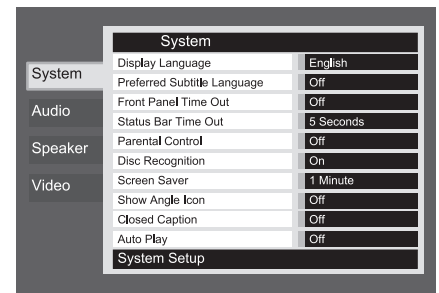 System
System
Audio
Speaker
Video
Display Language English
Preferred Subtitle Language Off
Front Panel Time Out Off
Status Bar Time Out 5 Seconds
Parental Control Off
Disc Recognition On
Screen Saver 1 Minute
Show Angle Icon Off
Closed Caption Off
Auto Play Off
System Setup